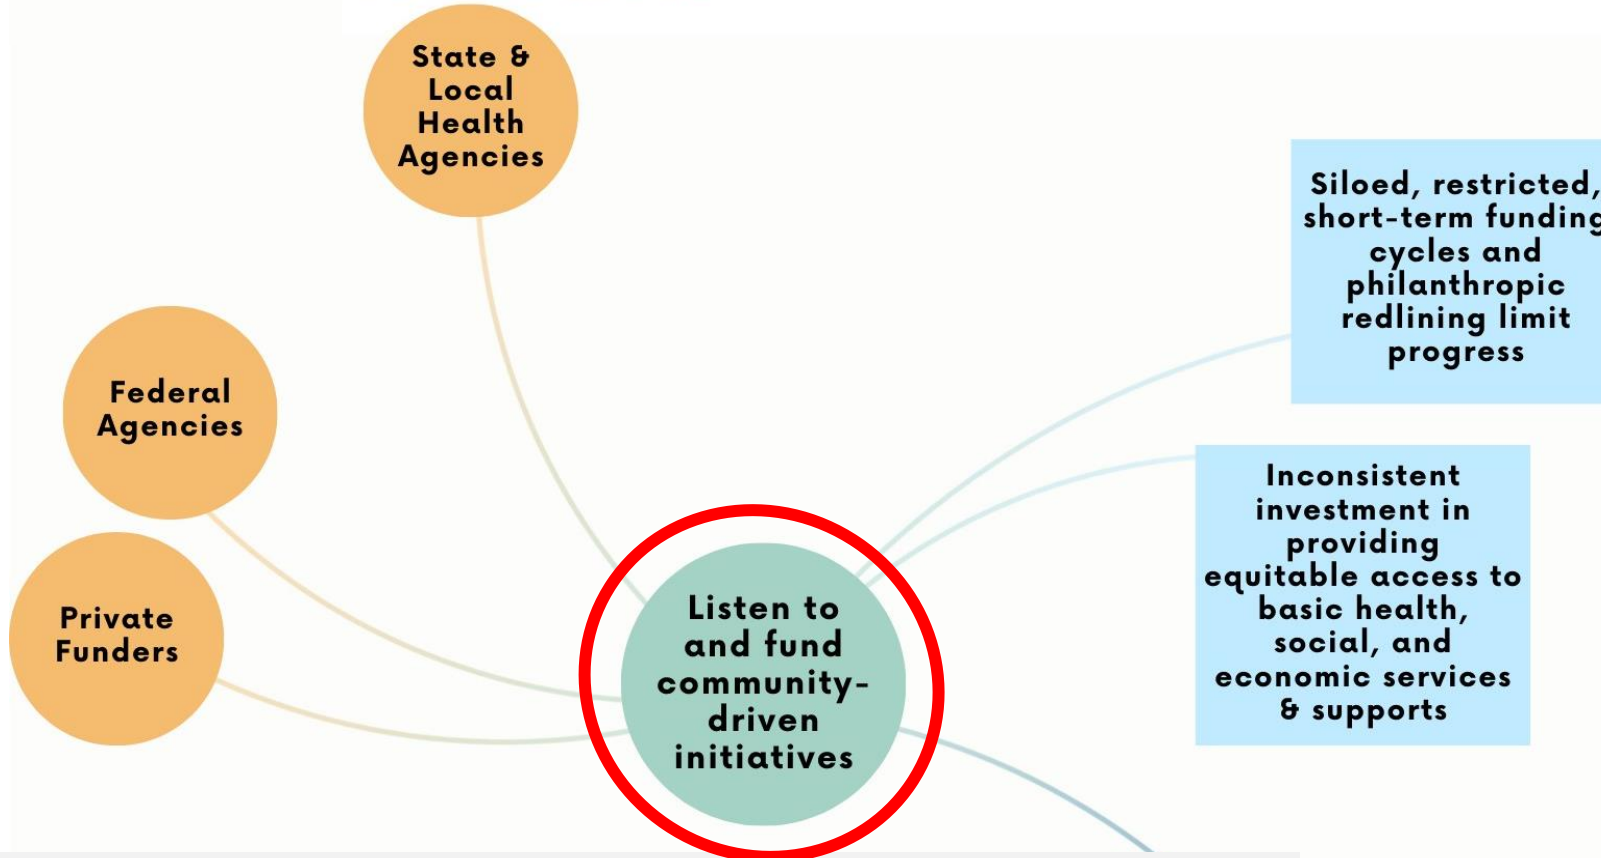 State &
Local
Health
Agencies
Siloed, restricted,
short-term funding
cycles and
philanthropic
redlining limit
progress
Federal
Agencies
Inconsistent
investment in
providing
equitable access to
basic health,
social, and
economic services
& supports
Private
Funders
Listen to
and fund
community-
driven
initiatives